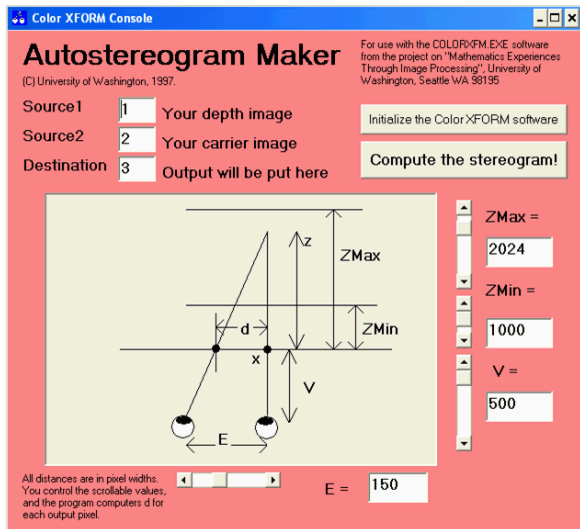 Color XFORM Console
Autostereogram Maker
(C) University of Washington, 1997.
For use with the COLORXFM.EXE software
from the project on "Mathematics Experiences
Through Image Processing", University of
Washington, Seattle WA 98195
Source1 1 Your depth image
Source2 2 Your carrier image
Destination 3 Output will be put here
Initialize the Color XFORM software
Compute the stereogram!
z
ZMax
d
ZMin
x
V
E
ZMax =
2024
ZMin =
1000
V =
500
All distances are in pixel widths.
You control the scrollable values,
and the program computers d for
each output pixel.
E = 150